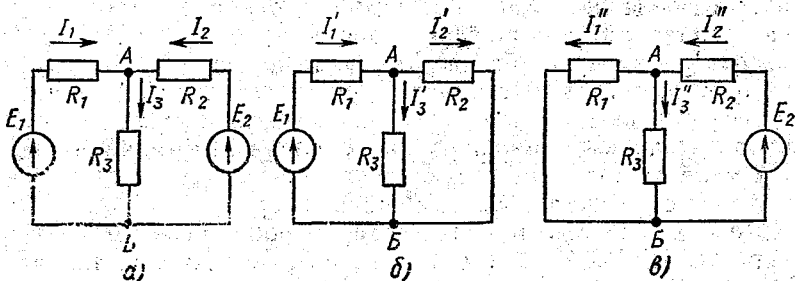 I₁ I₂ I₁' I₂' I₁'' I₂''
А А А
R₁ I₃ R₂ R₁ I₃' R₂ R₁ I₃'' R₂
E₁ E₂ E₁ E₂
R₃ R₃ R₃
Б Б
а) б) в)